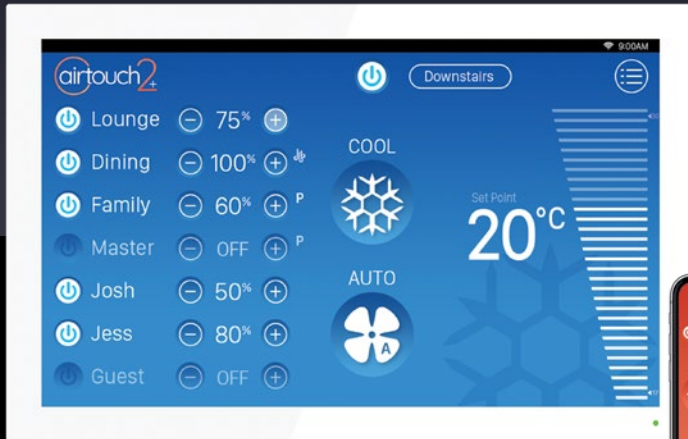 9:00AM
airtouch2+
Downstairs
Lounge 75%
Dining 100%
Family 60% P
Master OFF P
Josh 50%
Jess 80%
Guest OFF
COOL
AUTO
A
Set Point
20°C